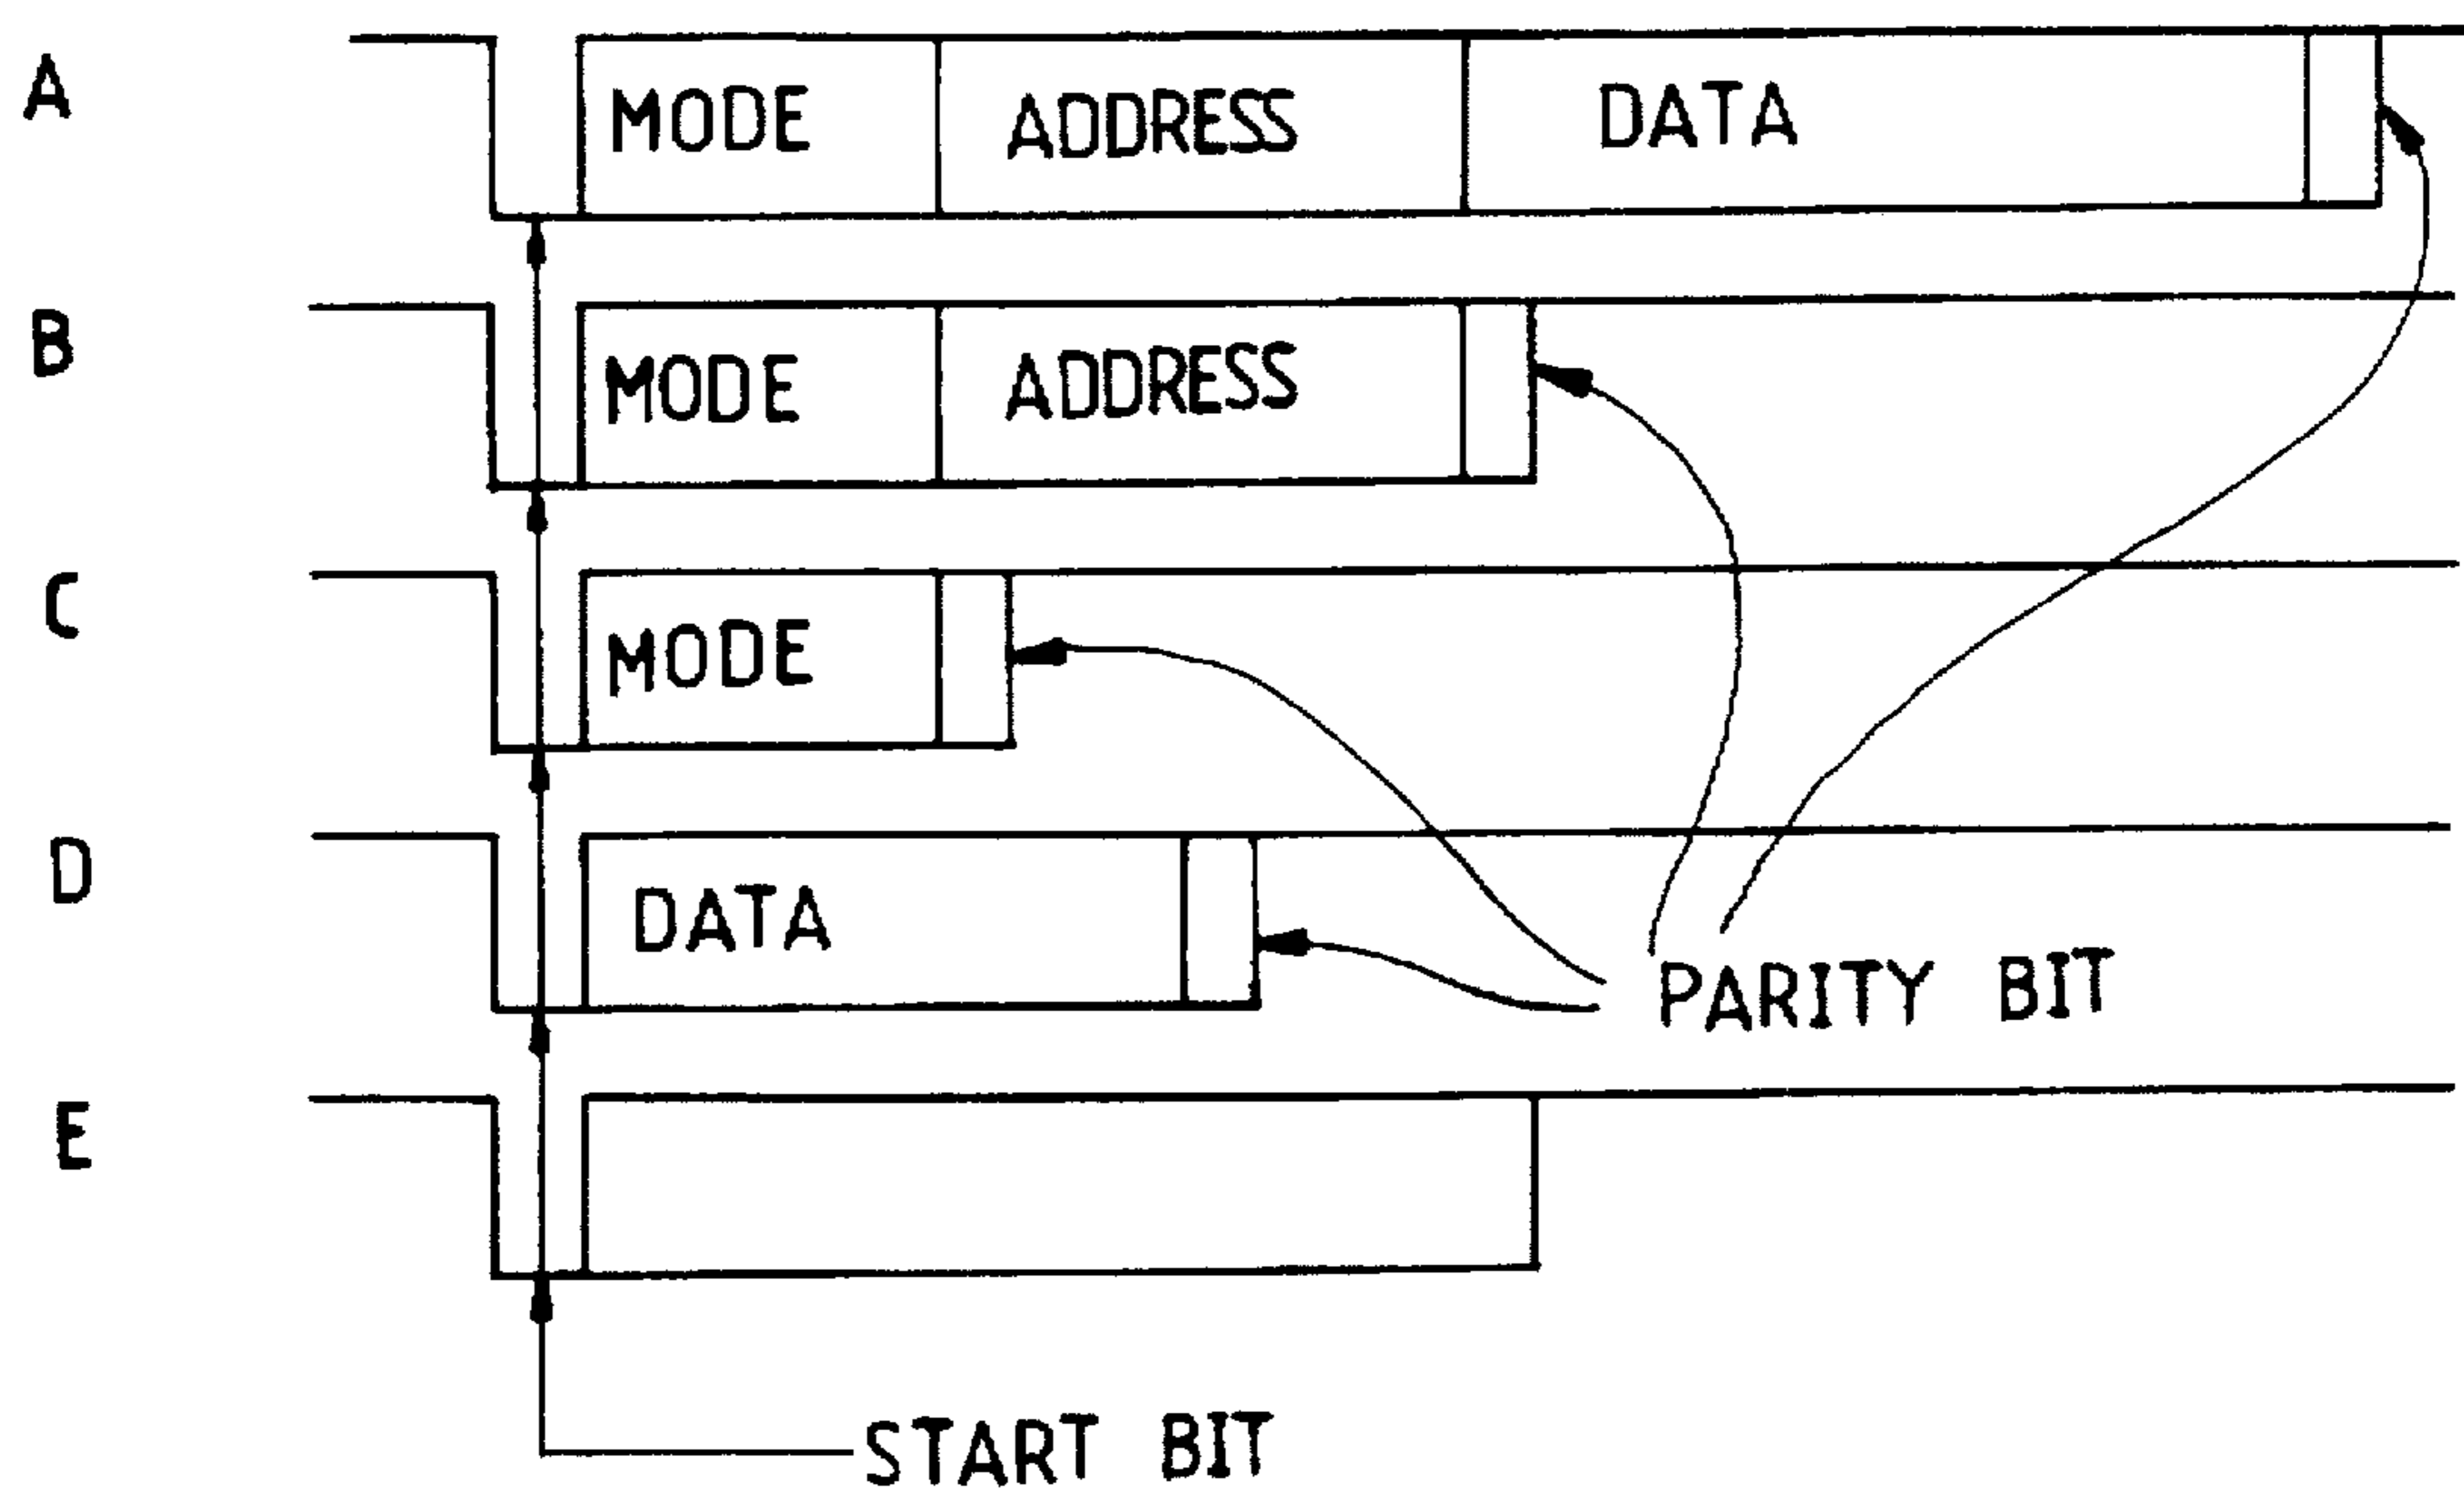 A MODE ADDRESS DATA
B MODE ADDRESS
C MODE
D DATA
PARITY BIT
E
START BIT